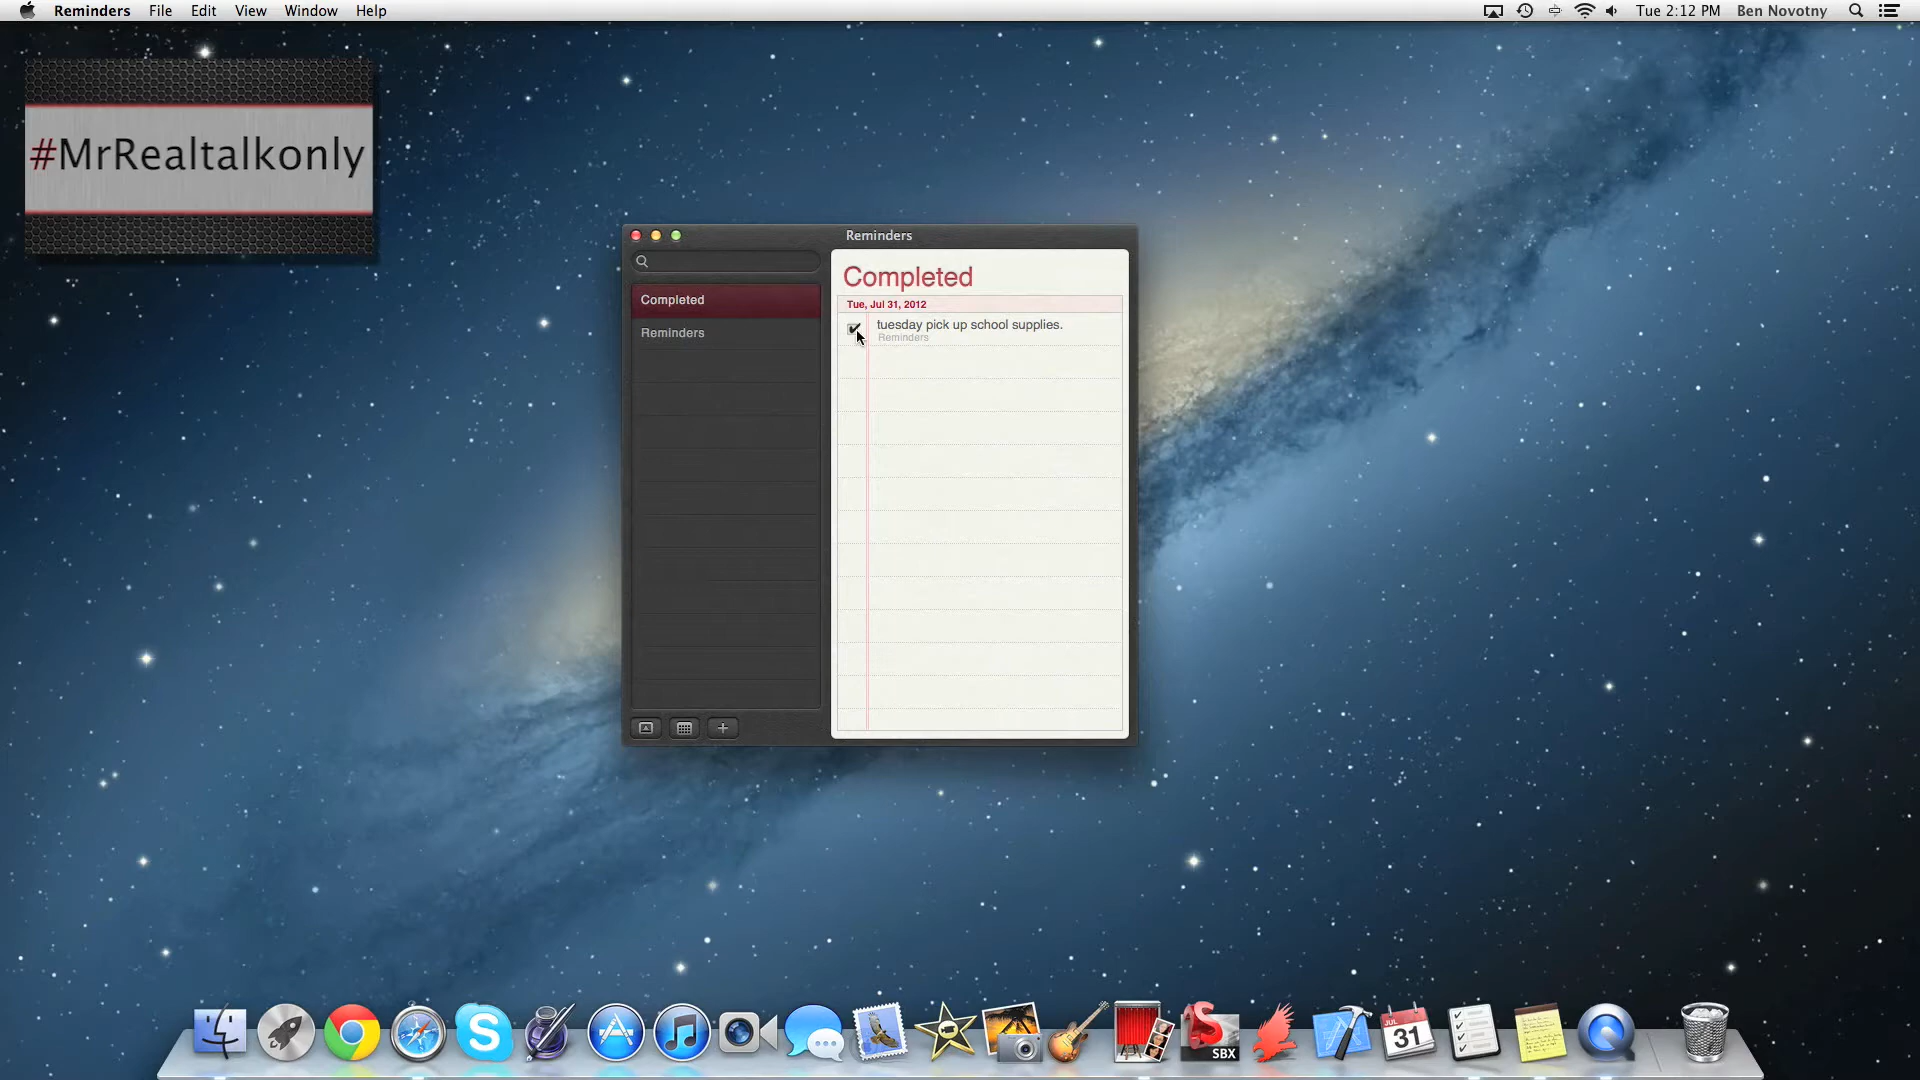 Reminders File Edit View Window Help Tue 2:12 PM Ben Novotny
#MrRealtalkonly
Reminders
Completed
Reminders
Completed
Tue, Jul 31, 2012
tuesday pick up school supplies.
Reminders
S
S
SBX
JUL
31